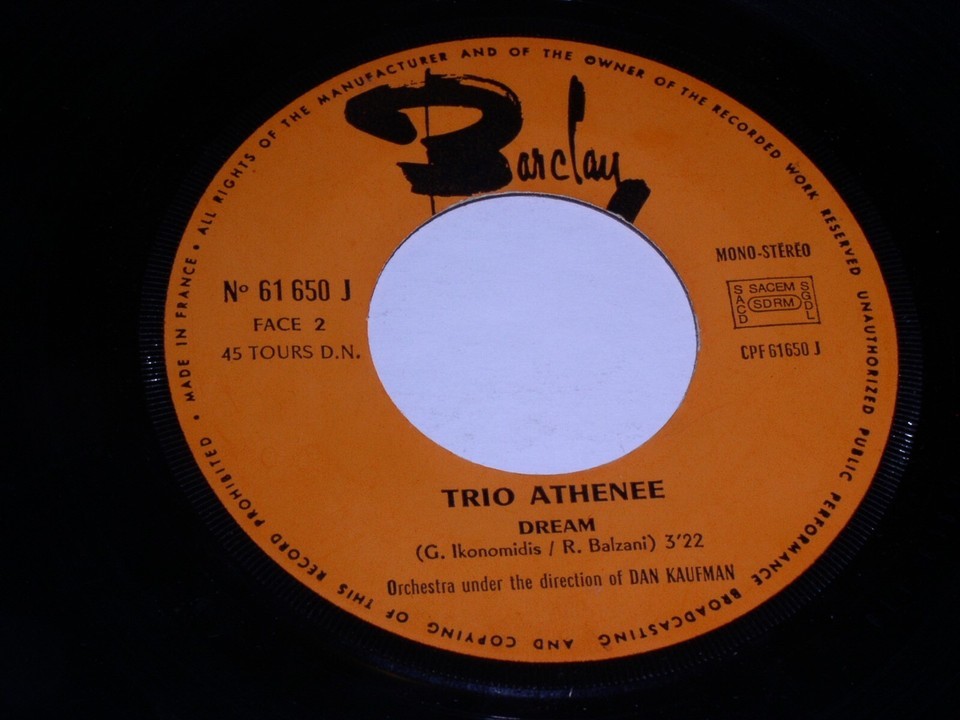 • MADE IN FRANCE • ALL RIGHTS OF THE MANUFACTURER AND OF THE OWNER OF THE RECORDED WORK RESERVED UNAUTHORIZED PUBLIC PERFORMANCE BROADCASTING AND COPYING OF THIS RECORD PROHIBITED
Barclay
MONO-STÉRÉO
Nº 61 650 J
FACE 2
45 TOURS D.N.
SACEM
SACD
SDRM
SGDL
CPF 61650 J
TRIO ATHENEE
DREAM
(G. Ikonomidis / R. Balzani) 3'22
Orchestra under the direction of DAN KAUFMAN